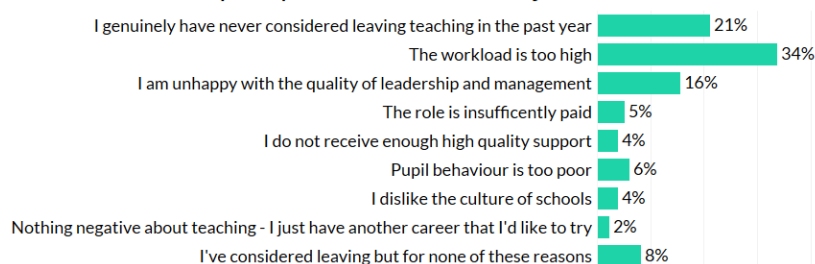 I genuinely have never considered leaving teaching in the past year 21%
The workload is too high 34%
I am unhappy with the quality of leadership and management 16%
The role is insufficently paid 5%
I do not receive enough high quality support 4%
Pupil behaviour is too poor 6%
I dislike the culture of schools 4%
Nothing negative about teaching - I just have another career that I'd like to try 2%
I've considered leaving but for none of these reasons 8%